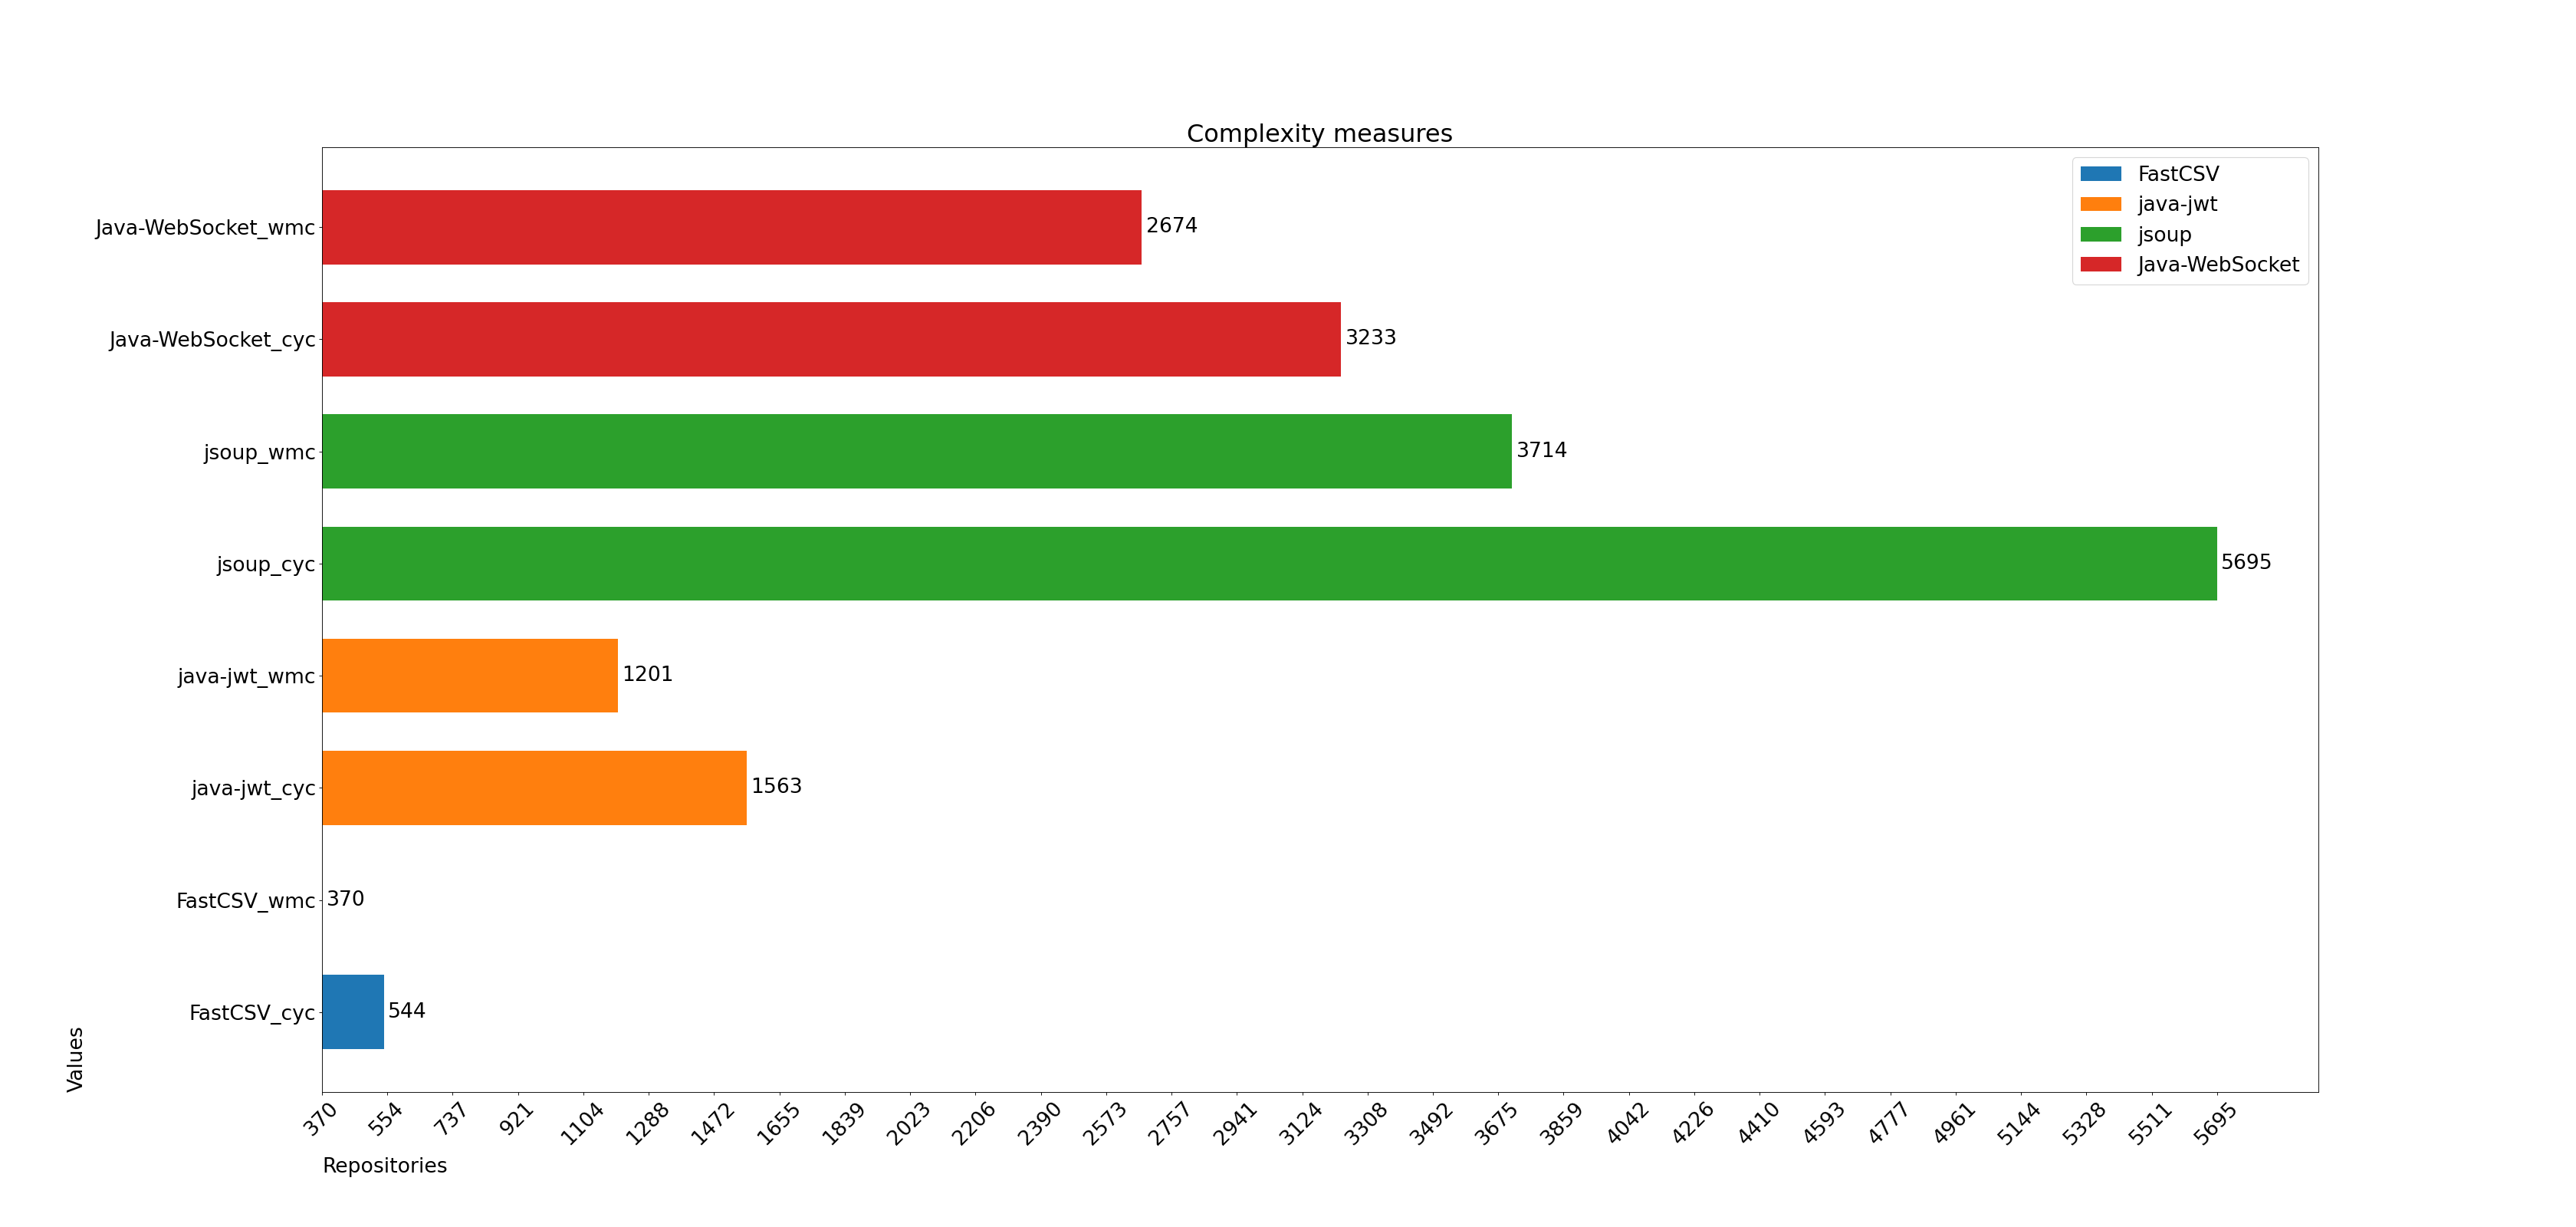 Complexity measures
FastCSV
java-jwt
jsoup
Java-WebSocket
Java-WebSocket_wmc 2674
Java-WebSocket_cyc 3233
jsoup_wmc 3714
jsoup_cyc 5695
java-jwt_wmc 1201
java-jwt_cyc 1563
FastCSV_wmc 370
FastCSV_cyc 544
Values
370 554 737 921 1104 1288 1472 1655 1839 2023 2206 2390 2573 2757 2941 3124 3308 3492 3675 3859 4042 4226 4410 4593 4777 4961 5144 5328 5511 5695
Repositories